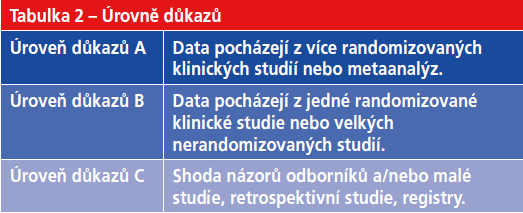 Tabulka 2 – Úrovně důkazů
Úroveň důkazů A
Data pocházejí z více randomizovaných
klinických studií nebo metaanalýz.
Úroveň důkazů B
Data pocházejí z jedné randomizované
klinické studie nebo velkých
nerandomizovaných studií.
Úroveň důkazů C
Shoda názorů odborníků a/nebo malé
studie, retrospektivní studie, registry.